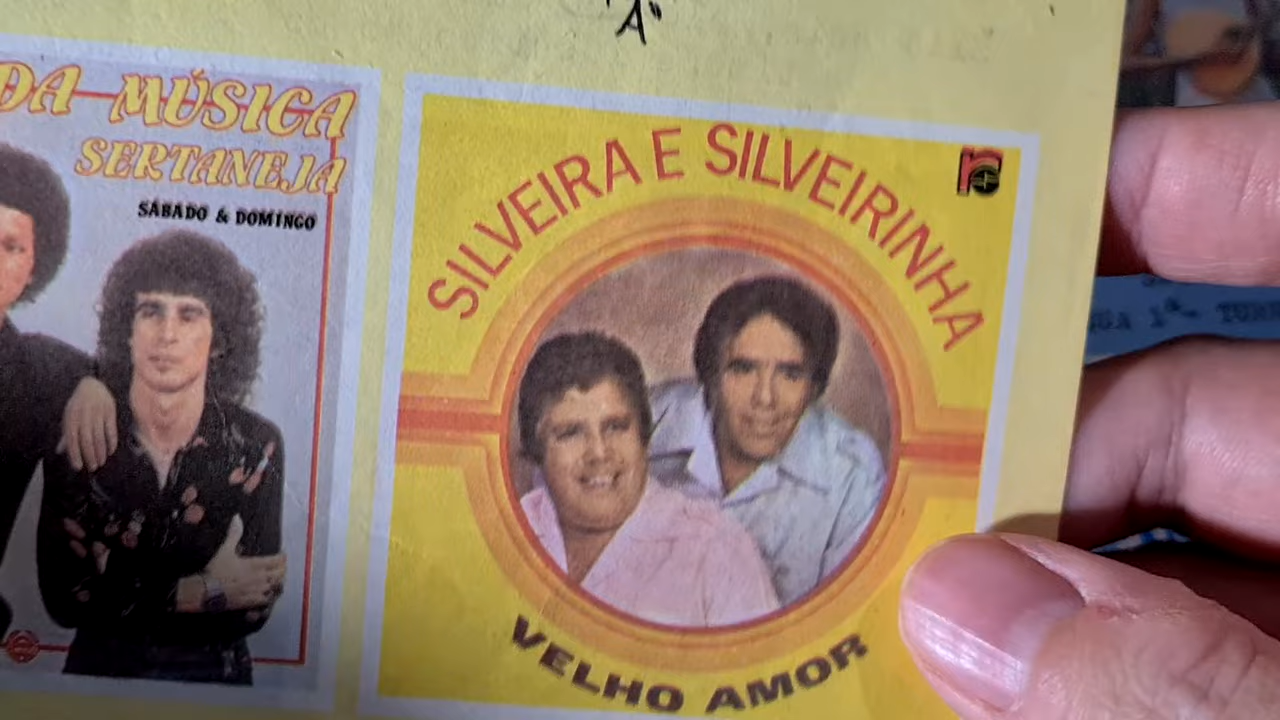 "A"
DA MÚSICA
SERTANEJA
SÁBADO & DOMINGO
SILVEIRA E SILVEIRINHA
VELHO AMOR